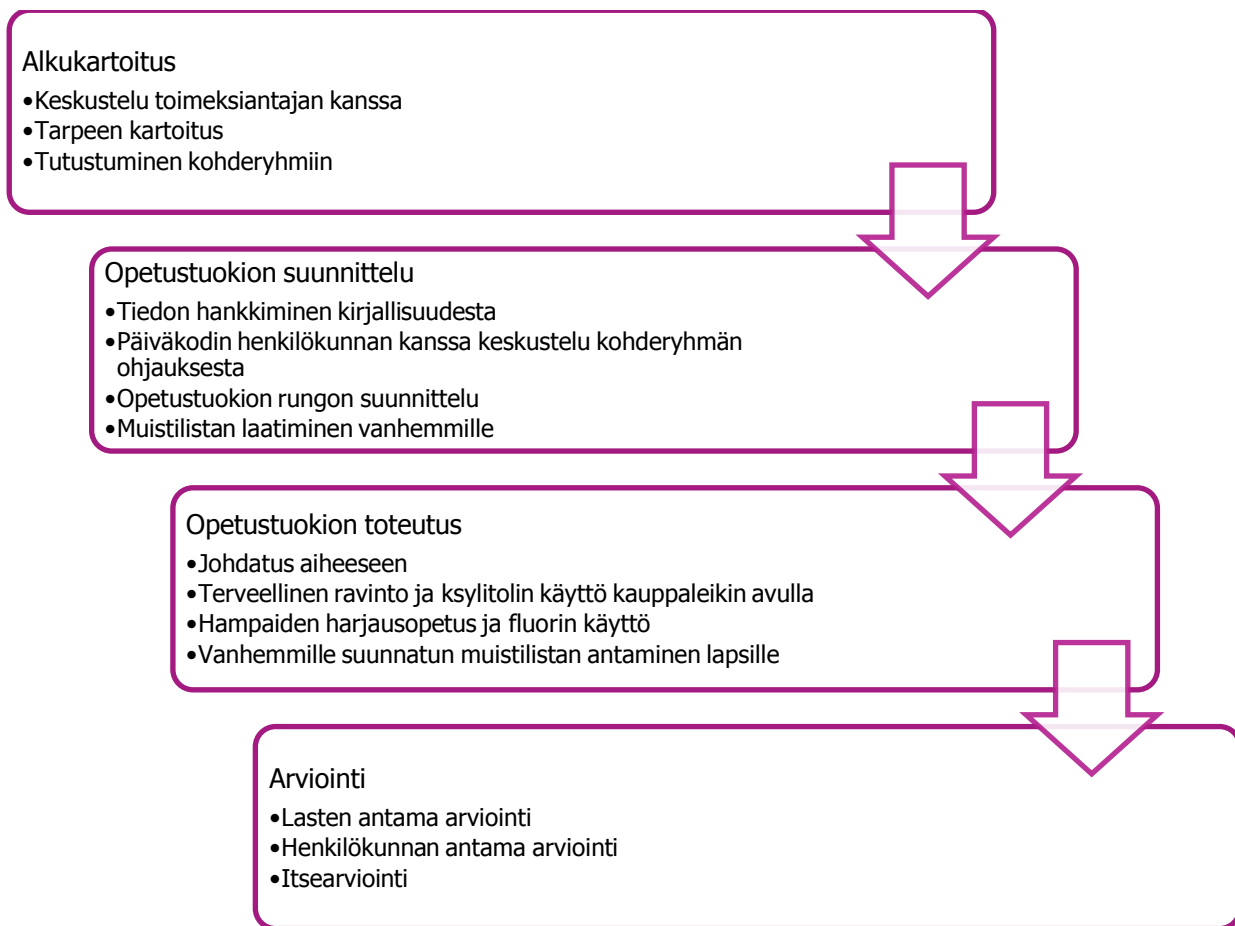 Alkukartoitus
•Keskustelu toimeksiantajan kanssa
•Tarpeen kartoitus
•Tutustuminen kohderyhmiin
Opetustuokion suunnittelu
•Tiedon hankkiminen kirjallisuudesta
•Päiväkodin henkilökunnan kanssa keskustelu kohderyhmän
ohjauksesta
•Opetustuokion rungon suunnittelu
•Muistilistan laatiminen vanhemmille
Opetustuokion toteutus
•Johdatus aiheeseen
•Terveellinen ravinto ja ksylitolin käyttö kauppaleikin avulla
•Hampaiden harjausopetus ja fluorin käyttö
•Vanhemmille suunnatun muistilistan antaminen lapsille
Arviointi
•Lasten antama arviointi
•Henkilökunnan antama arviointi
•Itsearviointi